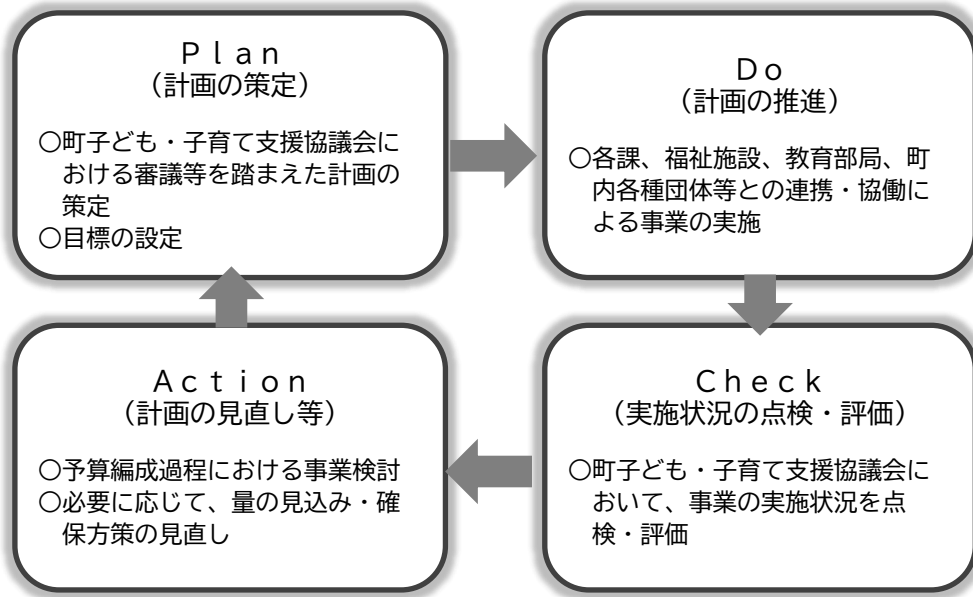 Ｐｌａｎ
（計画の策定）
○町子ども・子育て支援協議会に
おける審議等を踏まえた計画の
策定
○目標の設定
Ｄｏ
（計画の推進）
○各課、福祉施設、教育部局、町
内各種団体等との連携・協働に
よる事業の実施
Ａｃｔｉｏｎ
（計画の見直し等）
○予算編成過程における事業検討
○必要に応じて、量の見込み・確
保方策の見直し
Ｃｈｅｃｋ
（実施状況の点検・評価）
○町子ども・子育て支援協議会に
おいて、事業の実施状況を点
検・評価